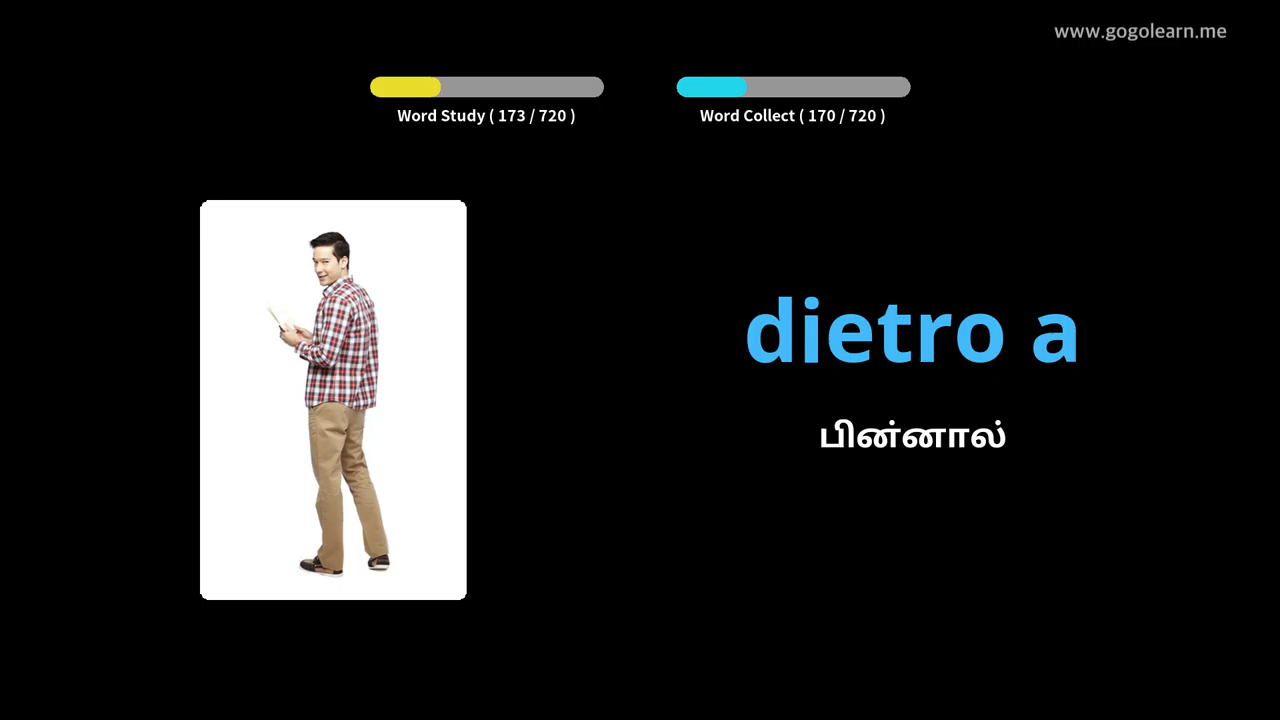 www.gogolearn.me
Word Study ( 173 / 720 )
Word Collect ( 170 / 720 )
dietro a
பின்னால்